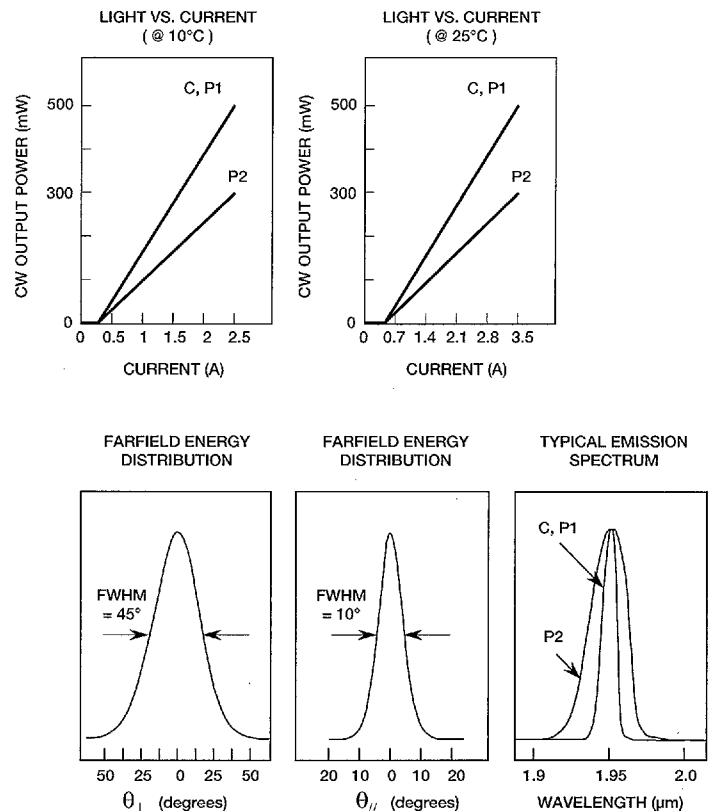 LIGHT VS. CURRENT
( @ 10°C )
CW OUTPUT POWER (mW)
500
300
0
C, P1
P2
0 0.5 1 1.5 2 2.5
CURRENT (A)
LIGHT VS. CURRENT
( @ 25°C )
CW OUTPUT POWER (mW)
500
300
0
C, P1
P2
0 0.7 1.4 2.1 2.8 3.5
CURRENT (A)
FARFIELD ENERGY
DISTRIBUTION
FWHM
= 45°
50 25 0 25 50
θ⊥ (degrees)
FARFIELD ENERGY
DISTRIBUTION
FWHM
= 10°
20 10 0 10 20
θ// (degrees)
TYPICAL EMISSION
SPECTRUM
C, P1
P2
1.9 1.95 2.0
WAVELENGTH (μm)